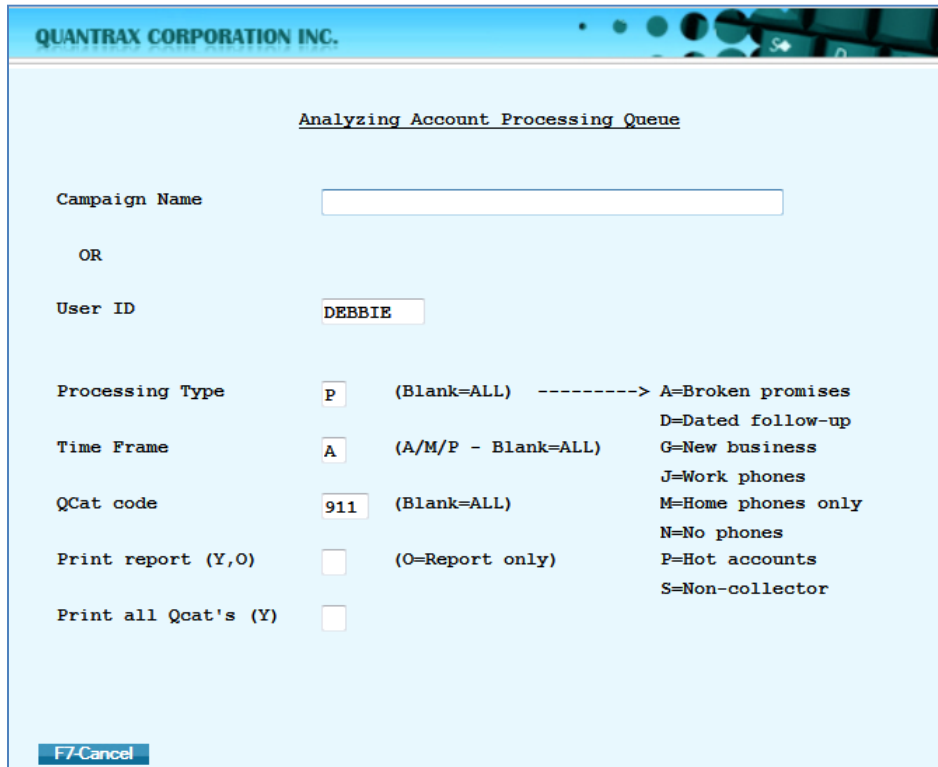 QUANTRAX CORPORATION INC.
S
D
Analyzing Account Processing Queue
Campaign Name
OR
User ID DEBBIE
Processing Type P (Blank=ALL) ---------> A=Broken promises
D=Dated follow-up
Time Frame A (A/M/P - Blank=ALL) G=New business
J=Work phones
QCat code 911 (Blank=ALL) M=Home phones only
N=No phones
Print report (Y,O) (O=Report only) P=Hot accounts
S=Non-collector
Print all Qcat's (Y)
F7-Cancel